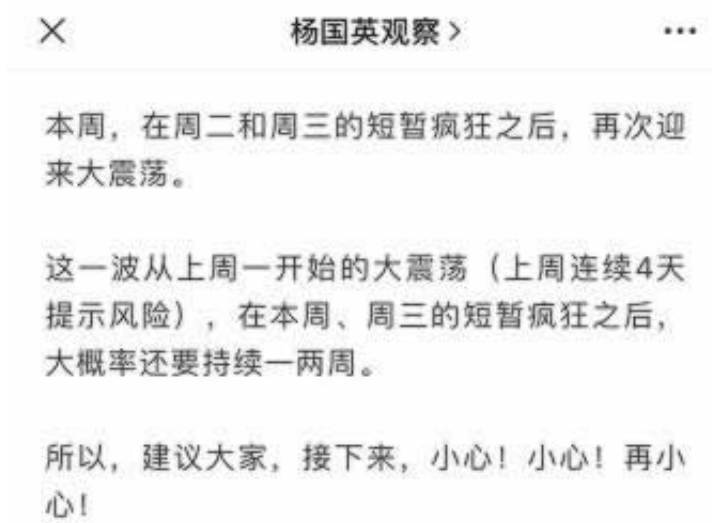 杨国英观察>
本周，在周二和周三的短暂疯狂之后，再次迎
来大震荡。
这一波从上周一开始的大震荡（上周连续4天
提示风险），在本周、周三的短暂疯狂之后，
大概率还要持续一两周。
所以，建议大家，接下来，小心！小心！再小
心！